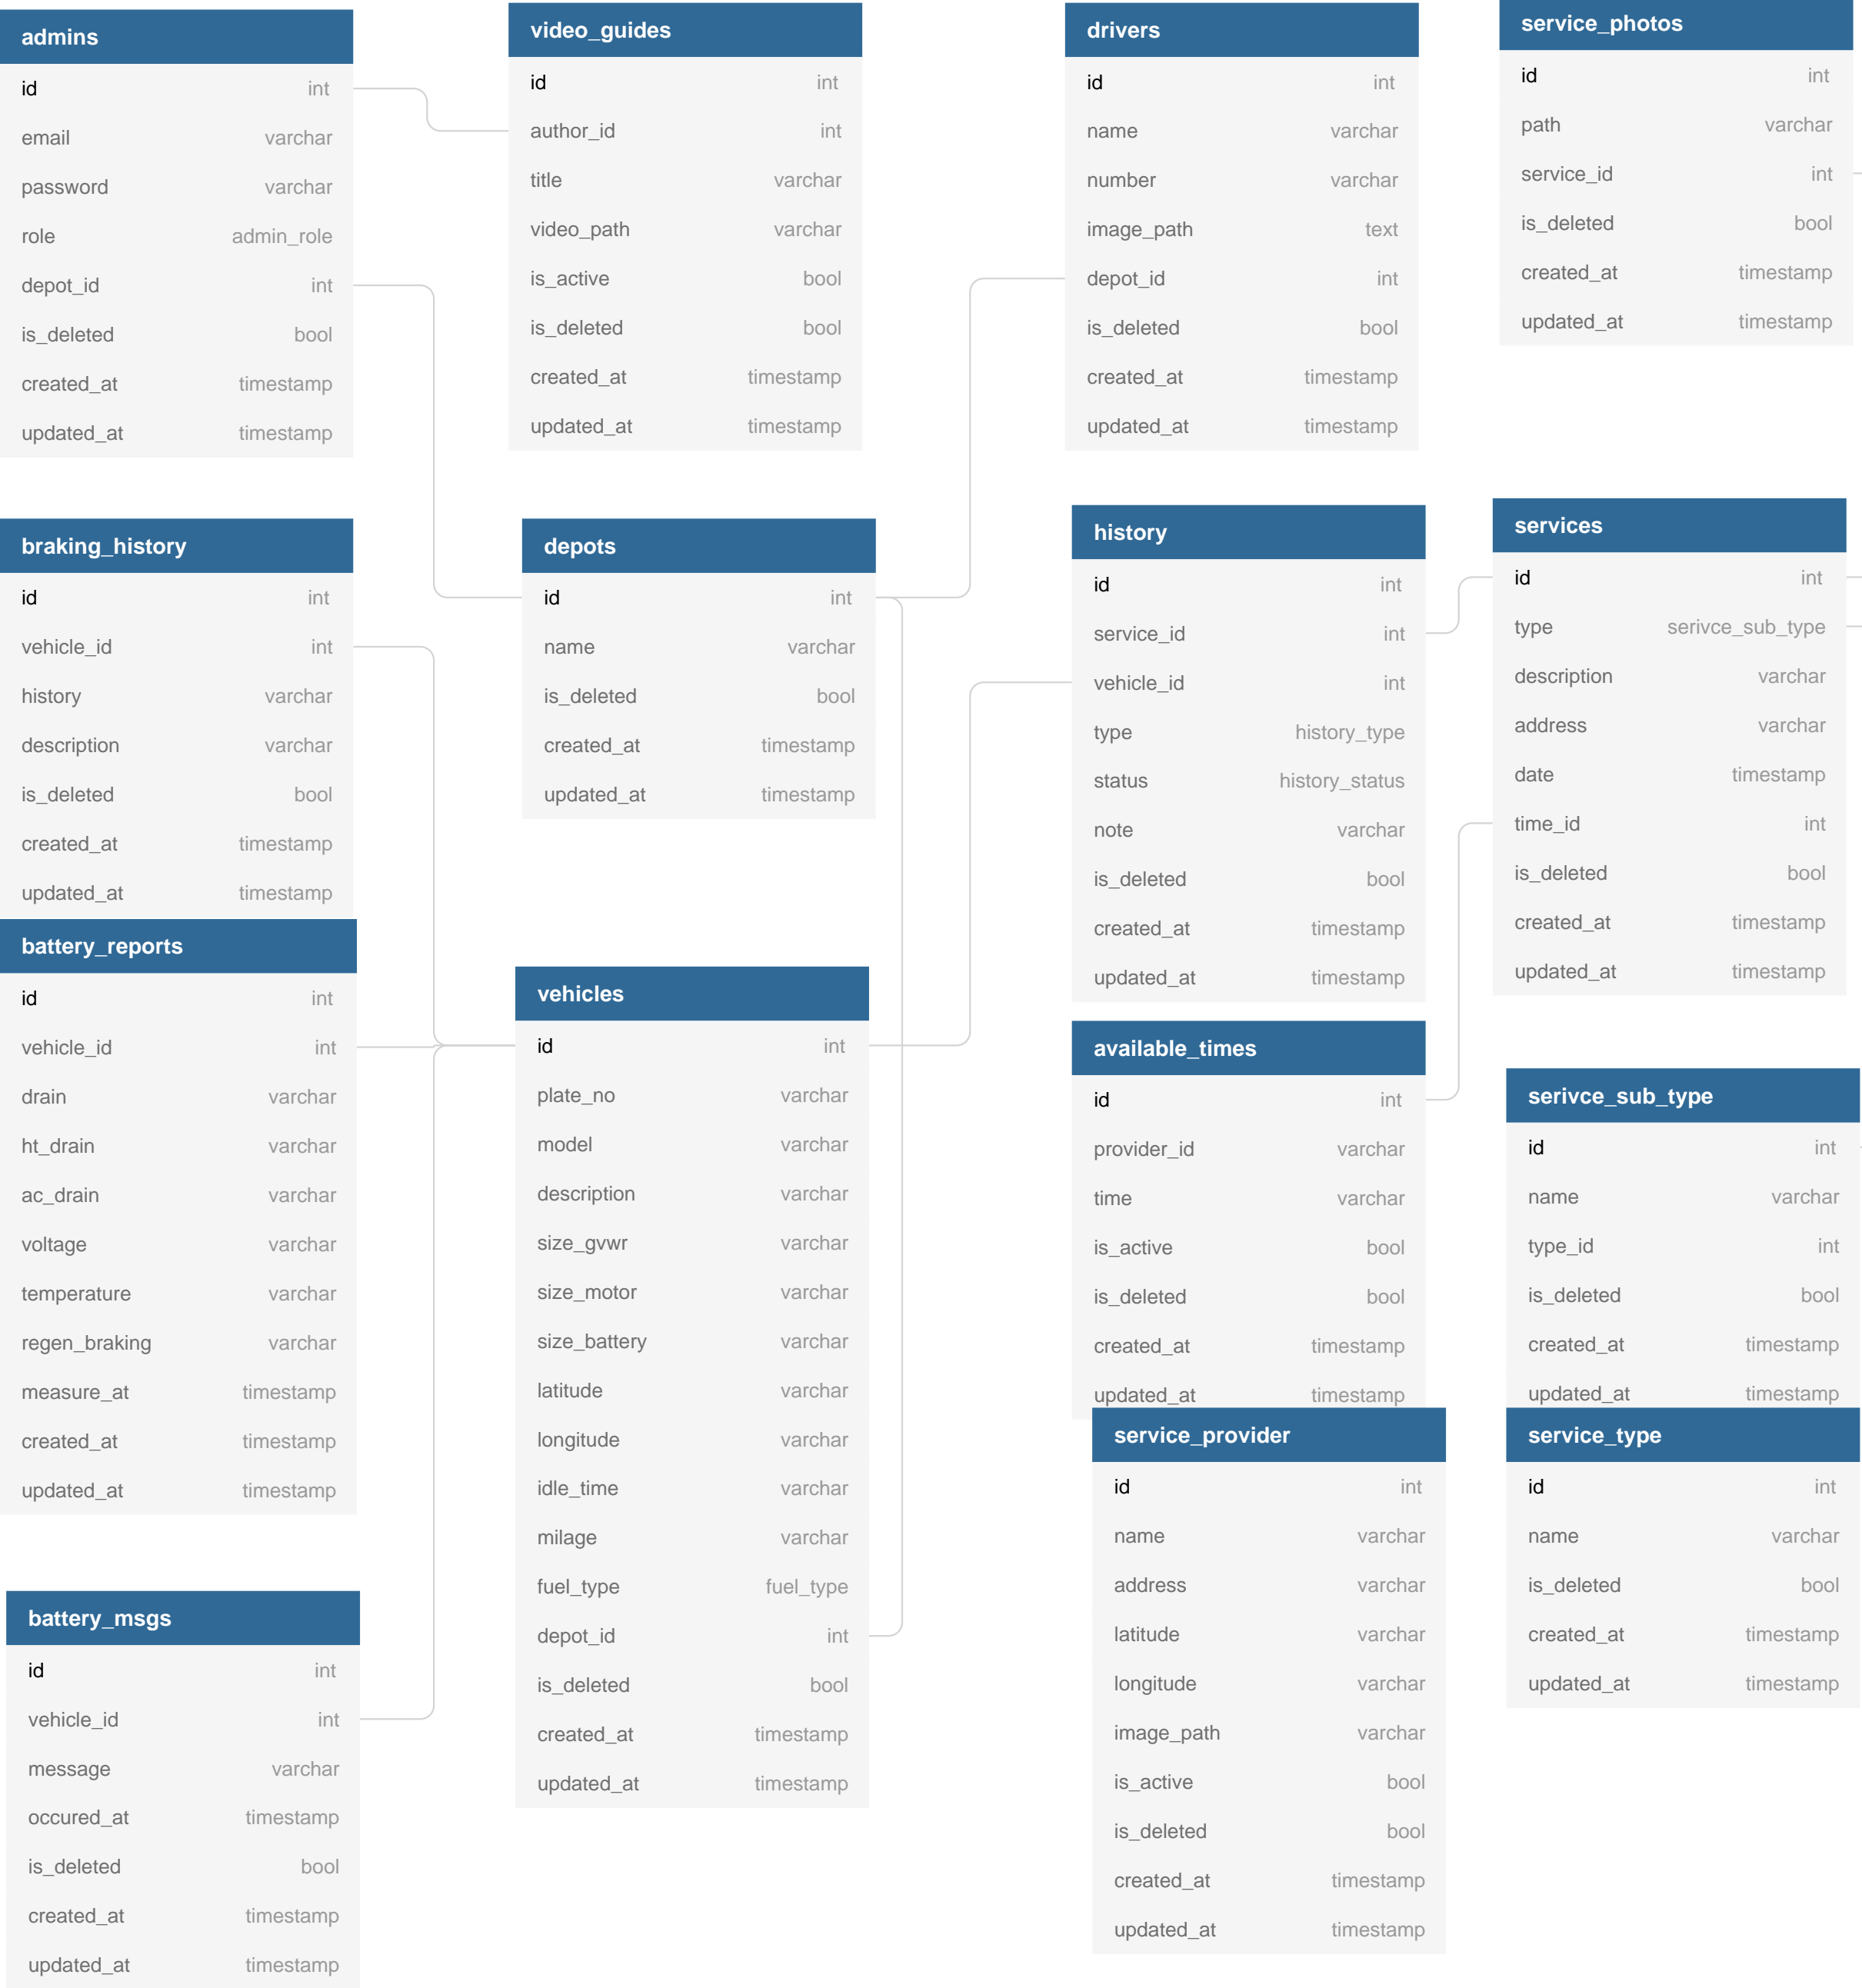 admins
id int
email varchar
password varchar
role admin_role
depot_id int
is_deleted bool
created_at timestamp
updated_at timestamp
video_guides
id int
author_id int
title varchar
video_path varchar
is_active bool
is_deleted bool
created_at timestamp
updated_at timestamp
drivers
id int
name varchar
number varchar
image_path text
depot_id int
is_deleted bool
created_at timestamp
updated_at timestamp
service_photos
id int
path varchar
service_id int
is_deleted bool
created_at timestamp
updated_at timestamp
braking_history
id int
vehicle_id int
history varchar
description varchar
is_deleted bool
created_at timestamp
updated_at timestamp
depots
id int
name varchar
is_deleted bool
created_at timestamp
updated_at timestamp
history
id int
service_id int
vehicle_id int
type history_type
status history_status
note varchar
is_deleted bool
created_at timestamp
updated_at timestamp
services
id int
type serivce_sub_type
description varchar
address varchar
date timestamp
time_id int
is_deleted bool
created_at timestamp
updated_at timestamp
battery_reports
id int
vehicle_id int
drain varchar
ht_drain varchar
ac_drain varchar
voltage varchar
temperature varchar
regen_braking varchar
measure_at timestamp
created_at timestamp
updated_at timestamp
vehicles
id int
plate_no varchar
model varchar
description varchar
size_gvwr varchar
size_motor varchar
size_battery varchar
latitude varchar
longitude varchar
idle_time varchar
milage varchar
fuel_type fuel_type
depot_id int
is_deleted bool
created_at timestamp
updated_at timestamp
available_times
id int
provider_id varchar
time varchar
is_active bool
is_deleted bool
created_at timestamp
updated_at timestamp
serivce_sub_type
id int
name varchar
type_id int
is_deleted bool
created_at timestamp
updated_at timestamp
service_provider
id int
name varchar
address varchar
latitude varchar
longitude varchar
image_path varchar
is_active bool
is_deleted bool
created_at timestamp
updated_at timestamp
service_type
id int
name varchar
is_deleted bool
created_at timestamp
updated_at timestamp
battery_msgs
id int
vehicle_id int
message varchar
occured_at timestamp
is_deleted bool
created_at timestamp
updated_at timestamp